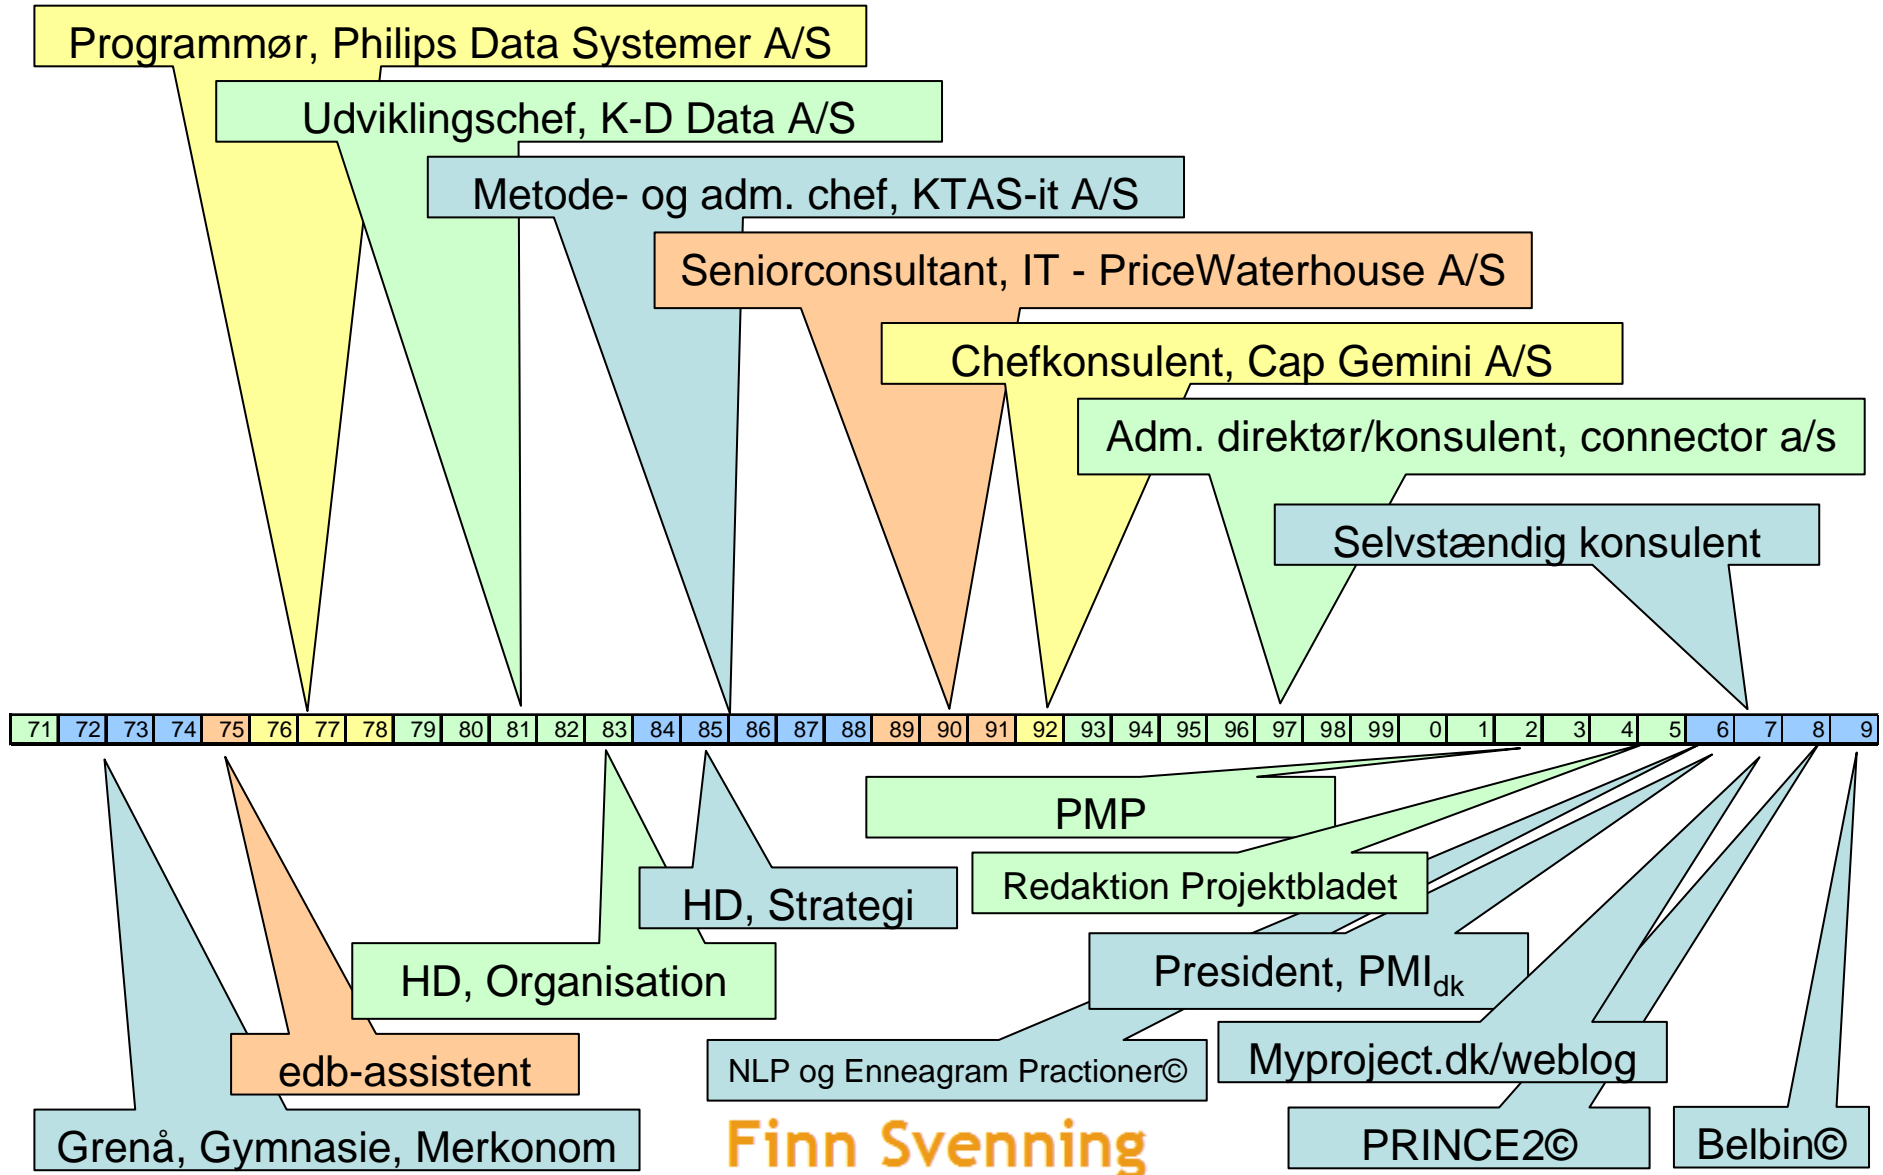 Programmør, Philips Data Systemer A/S
Udviklingschef, K-D Data A/S
Metode- og adm. chef, KTAS-it A/S
Seniorconsultant, IT - PriceWaterhouse A/S
Chefkonsulent, Cap Gemini A/S
Adm. direktør/konsulent, connector a/s
Selvstændig konsulent
71 72 73 74 75 76 77 78 79 80 81 82 83 84 85 86 87 88 89 90 91 92 93 94 95 96 97 98 99 0 1 2 3 4 5 6 7 8 9
PMP
Redaktion Projektbladet
HD, Strategi
President, PMIdk
HD, Organisation
Myproject.dk/weblog
edb-assistent
NLP og Enneagram Practioner©
Grenå, Gymnasie, Merkonom
Finn Svenning
PRINCE2©
Belbin©